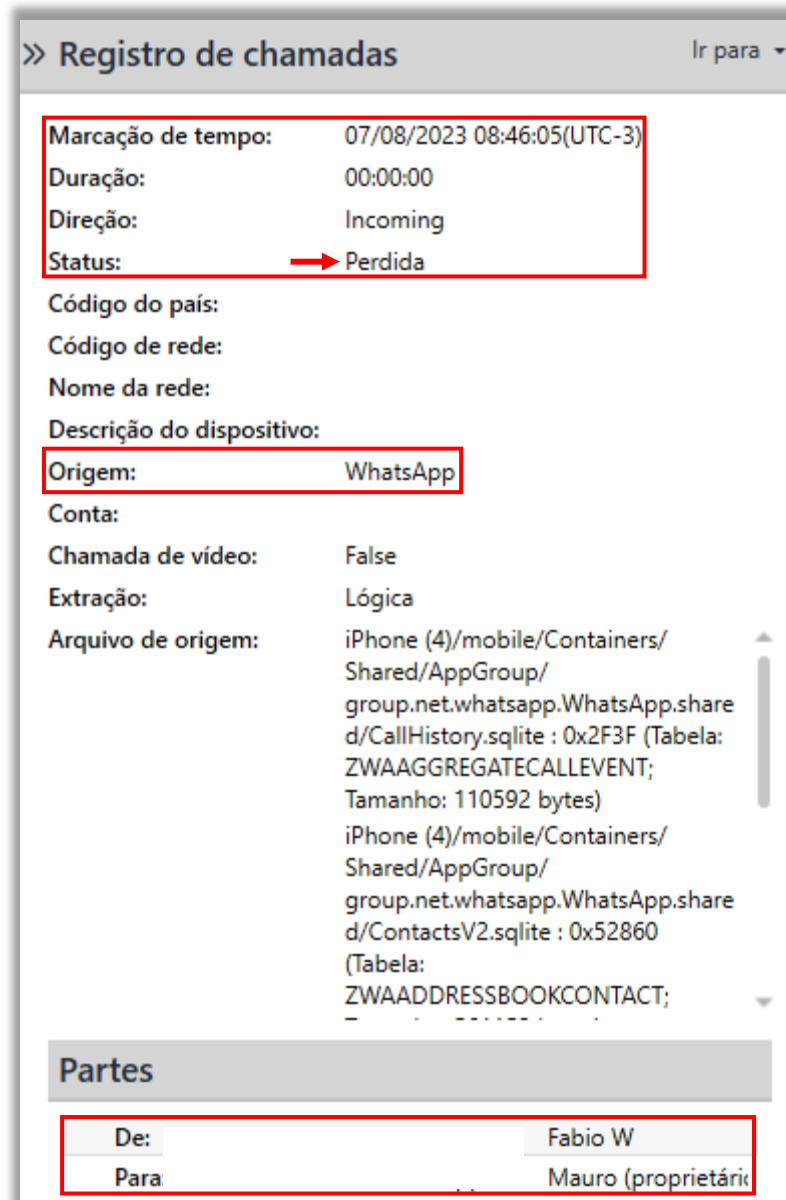 » Registro de chamadas Ir para
Marcação de tempo: 07/08/2023 08:46:05(UTC-3)
Duração: 00:00:00
Direção: Incoming
Status: Perdida
Código do país:
Código de rede:
Nome da rede:
Descrição do dispositivo:
Origem: WhatsApp
Conta:
Chamada de vídeo: False
Extração: Lógica
Arquivo de origem: iPhone (4)/mobile/Containers/
Shared/AppGroup/
group.net.whatsapp.WhatsApp.share
d/CallHistory.sqlite : 0x2F3F (Tabela:
ZWAAGGREGATECALLEVENT;
Tamanho: 110592 bytes)
iPhone (4)/mobile/Containers/
Shared/AppGroup/
group.net.whatsapp.WhatsApp.share
d/ContactsV2.sqlite : 0x52860
(Tabela:
ZWAADDRESSBOOKCONTACT;
Partes
De: Fabio W
Para: Mauro (proprietári